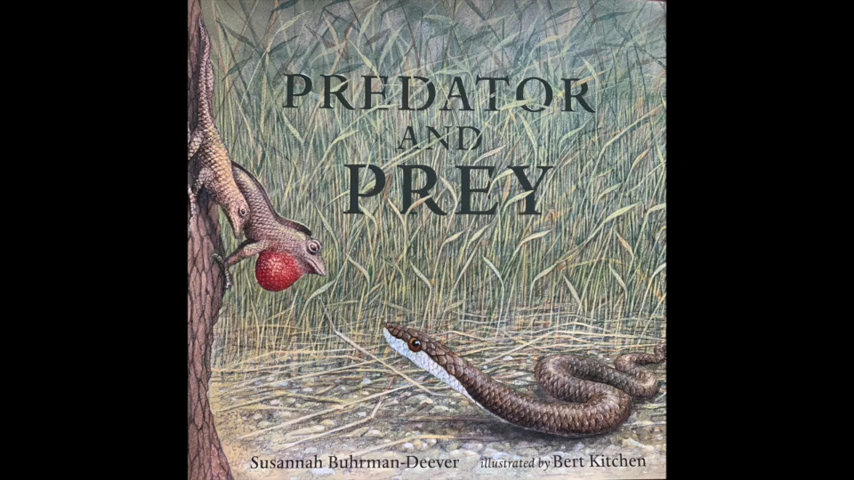 PREDATOR
AND
PREY
Susannah Buhrman-Deever illustrated by Bert Kitchen